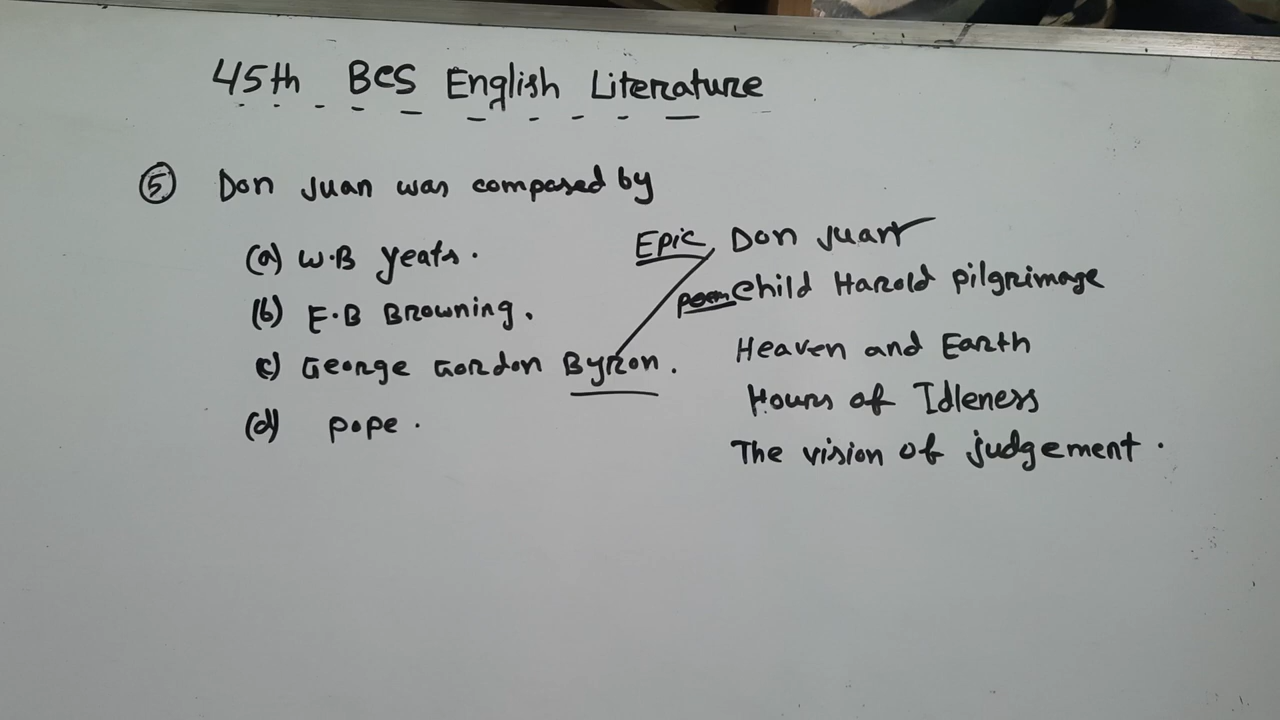 45th BCS English Literature
⑤ Don Juan was composed by
(a) W.B Yeats.
(b) E.B Browning.
(c) George Gordon Byron.
(d) pope.
Epic, Don Juan
poem Child Harold Pilgrimage
Heaven and Earth
Hours of Idleness
The vision of judgement.